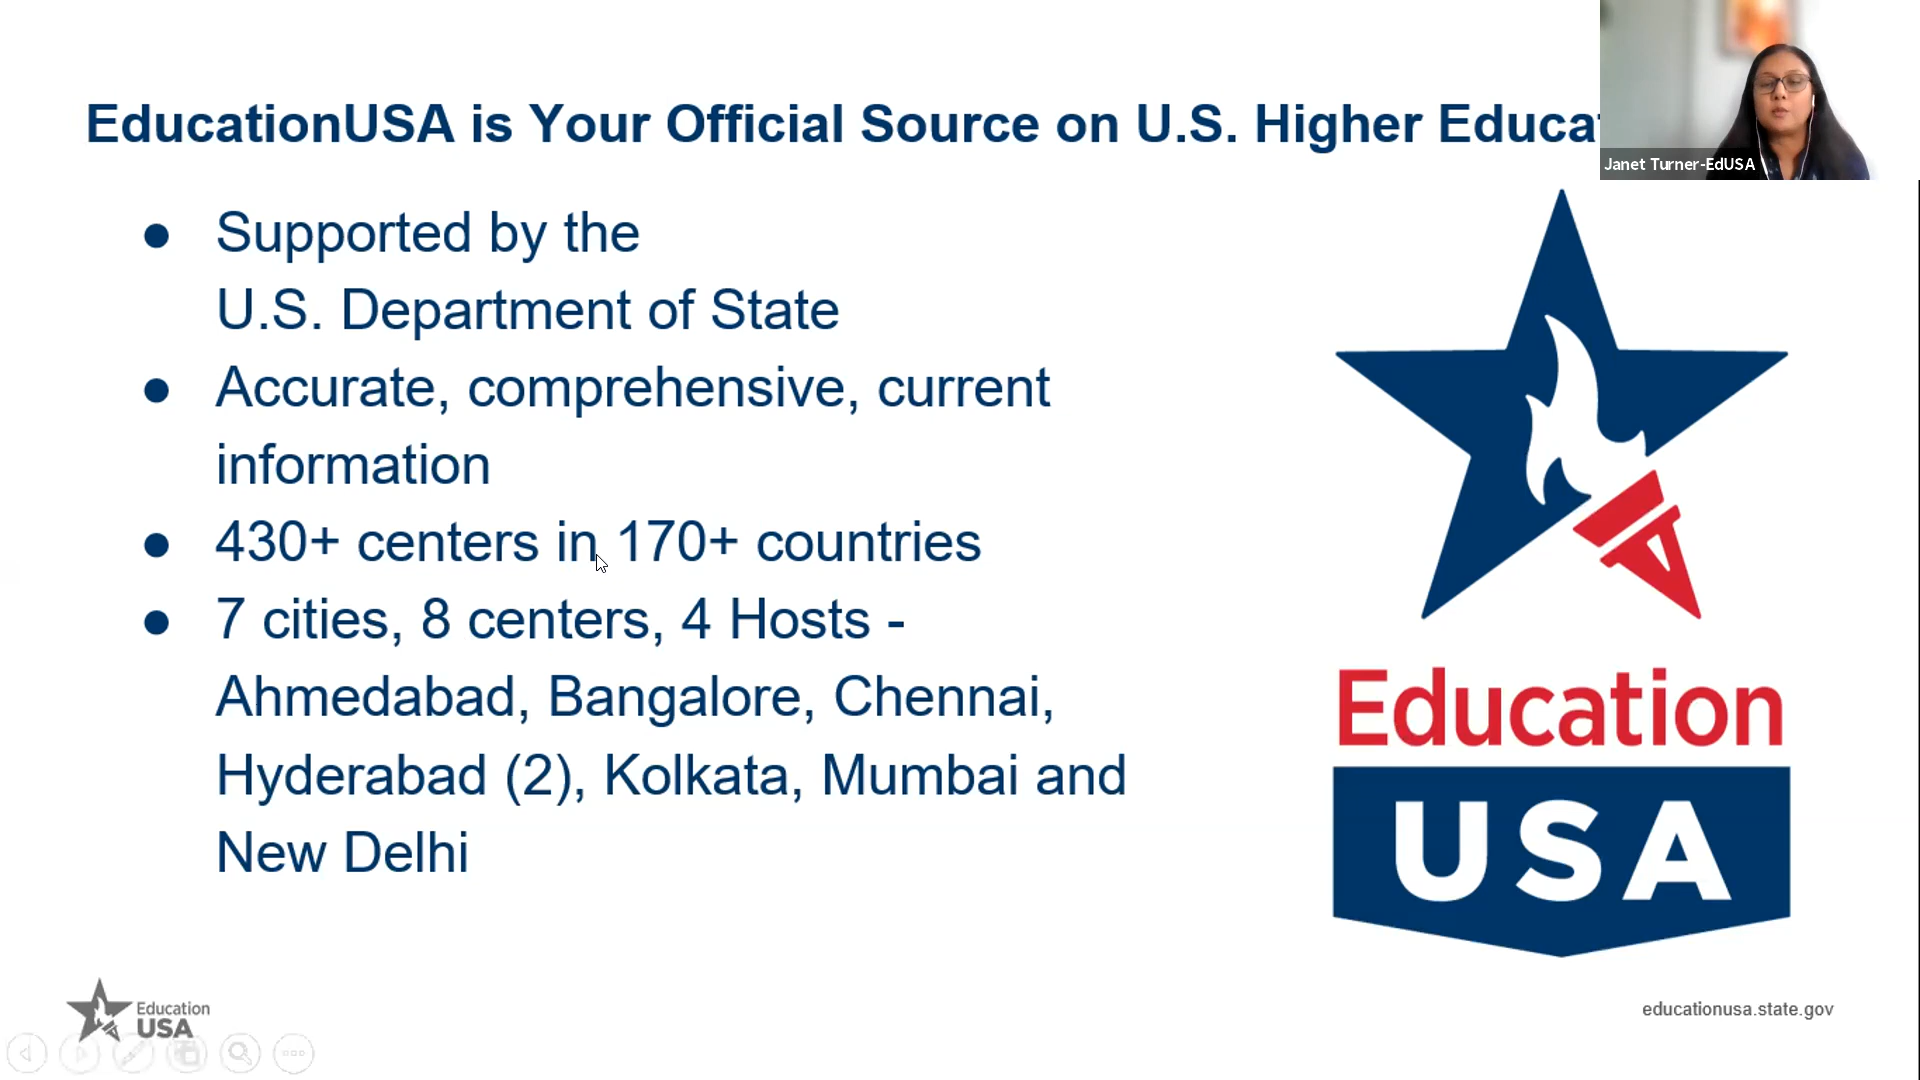 EducationUSA is Your Official Source on U.S. Higher
Janet Turner-EdUSA
● Supported by the
U.S. Department of State
● Accurate, comprehensive, current
information
● 430+ centers in 170+ countries
● 7 cities, 8 centers, 4 Hosts -
Ahmedabad, Bangalore, Chennai,
Hyderabad (2), Kolkata, Mumbai and
New Delhi
Education
USA
Education
USA
educationusa.state.gov